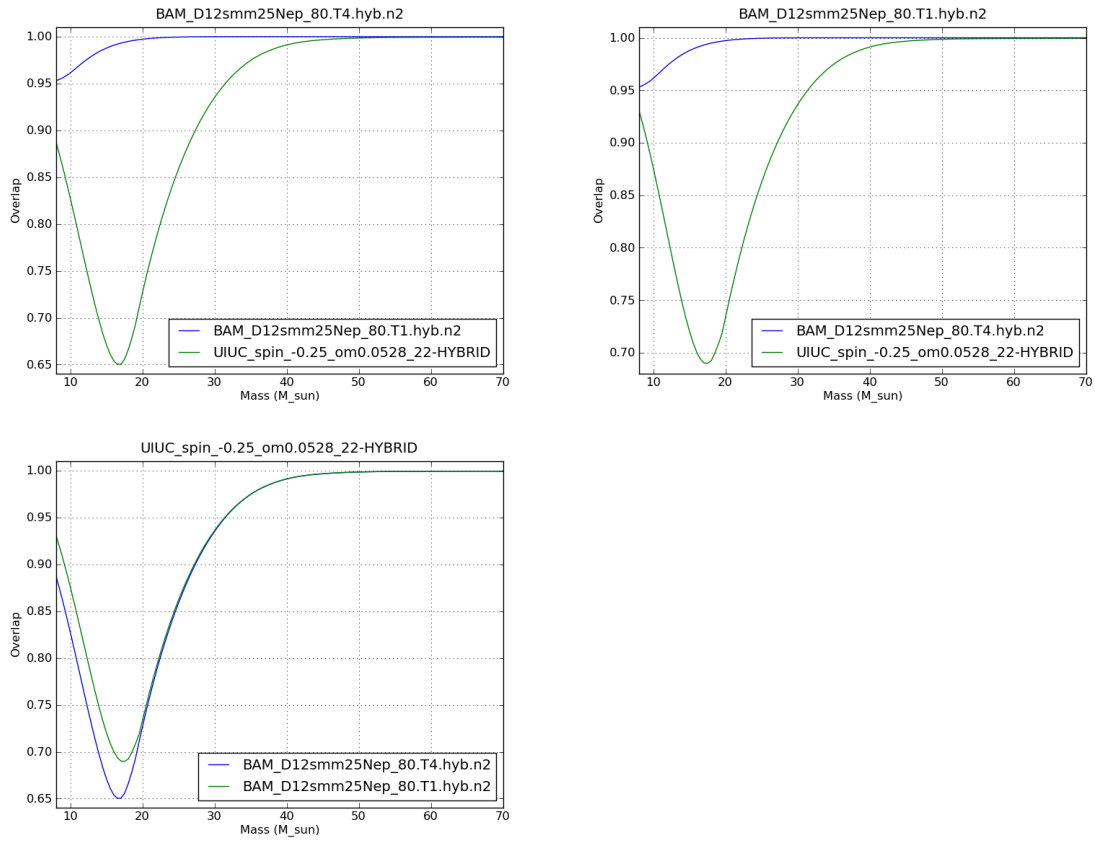 BAM_D12smm25Nep_80.T4.hyb.n2
1.00
0.95
0.90
0.85
0.80
0.75
0.70
0.65
Overlap
BAM_D12smm25Nep_80.T1.hyb.n2
UIUC_spin_-0.25_om0.0528_22-HYBRID
10 20 30 40 50 60 70
Mass (M_sun)
BAM_D12smm25Nep_80.T1.hyb.n2
1.00
0.95
0.90
0.85
0.80
0.75
0.70
Overlap
BAM_D12smm25Nep_80.T4.hyb.n2
UIUC_spin_-0.25_om0.0528_22-HYBRID
10 20 30 40 50 60 70
Mass (M_sun)
UIUC_spin_-0.25_om0.0528_22-HYBRID
1.00
0.95
0.90
0.85
0.80
0.75
0.70
0.65
Overlap
BAM_D12smm25Nep_80.T4.hyb.n2
BAM_D12smm25Nep_80.T1.hyb.n2
10 20 30 40 50 60 70
Mass (M_sun)